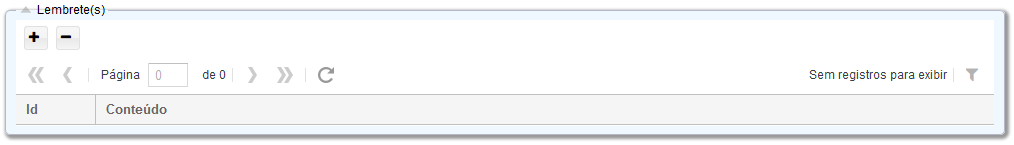 Lembrete(s)
Página 0 de 0 Sem registros para exibir
Id Conteúdo